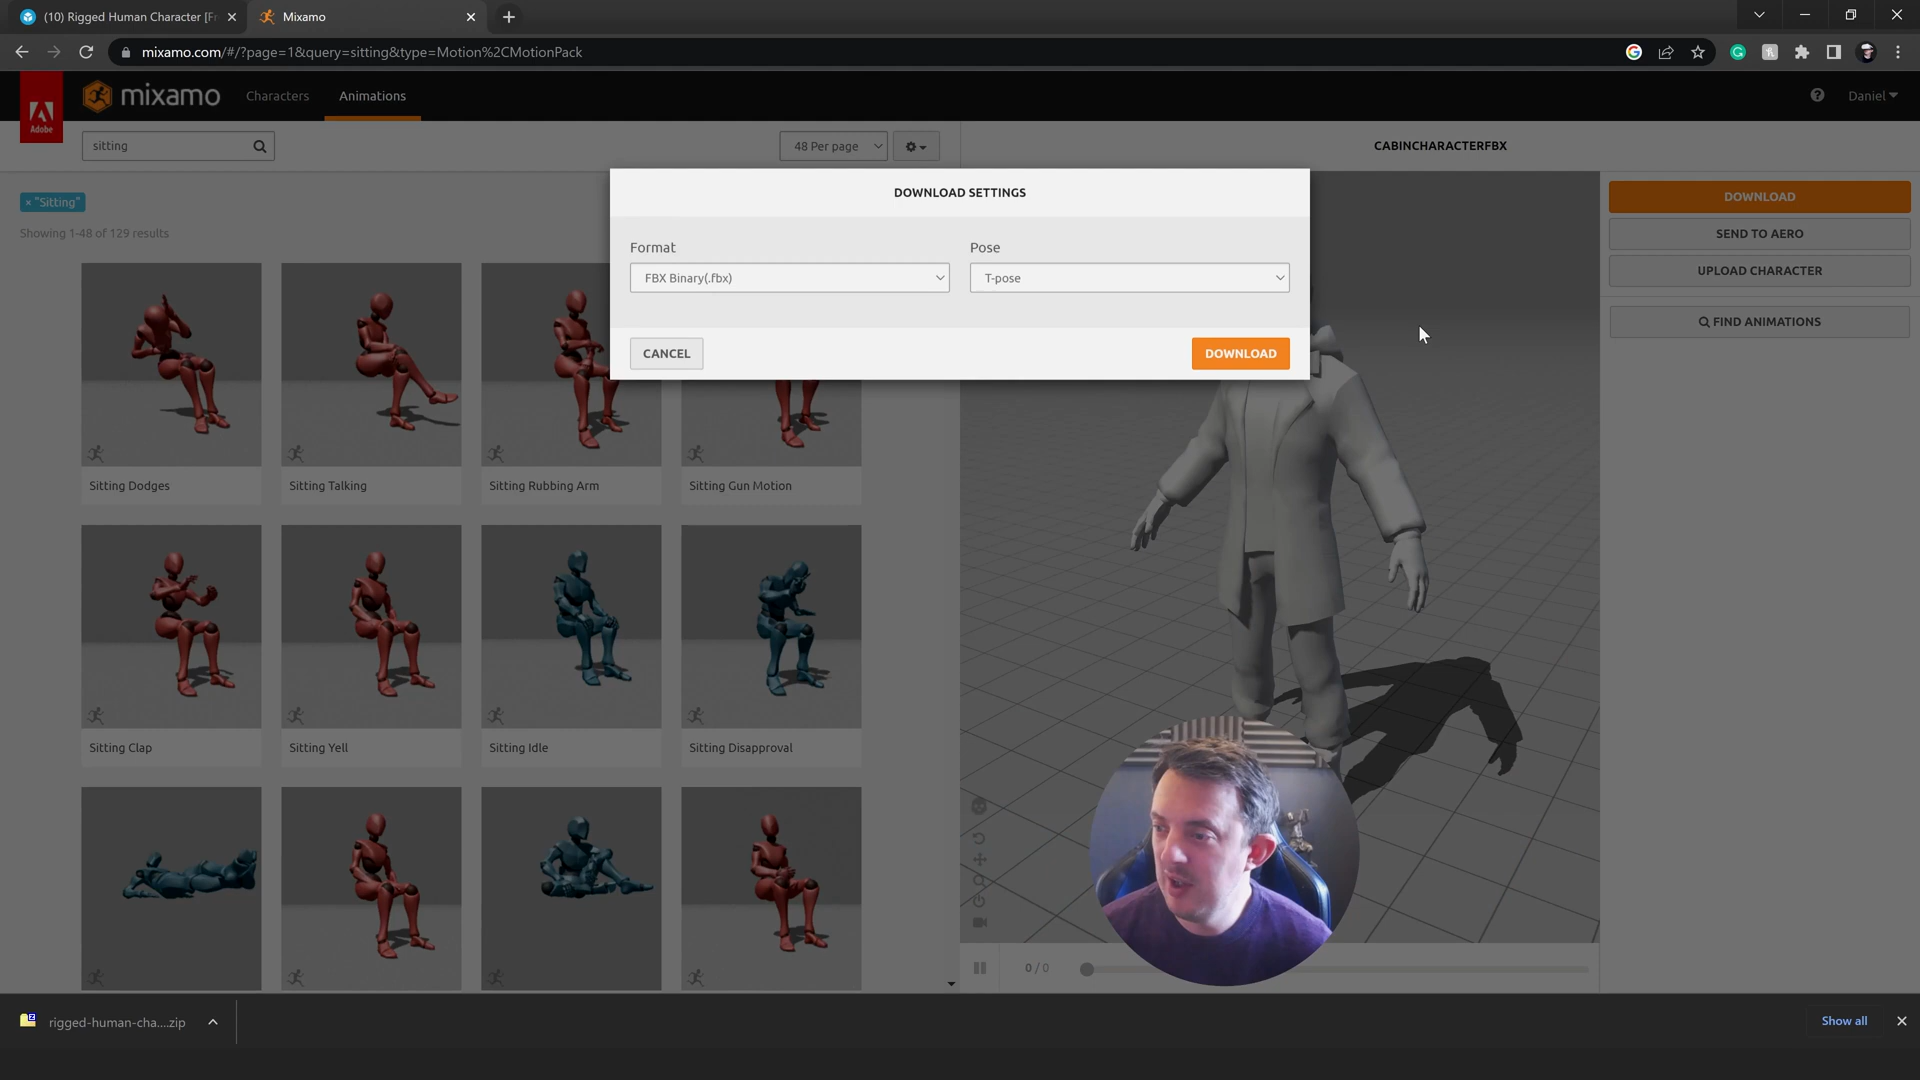 (10) Rigged Human Character [Fr
Mixamo
mixamo.com/#/?page=1&query=sitting&type=Motion%2CMotionPack
Adobe
mixamo
Characters
Animations
Daniel
sitting
48 Per page
CABINCHARACTERFBX
× "Sitting"
Showing 1-48 of 129 results
DOWNLOAD SETTINGS
Format
Pose
FBX Binary(.fbx)
T-pose
CANCEL
DOWNLOAD
DOWNLOAD
SEND TO AERO
UPLOAD CHARACTER
FIND ANIMATIONS
Sitting Dodges
Sitting Talking
Sitting Rubbing Arm
Sitting Gun Motion
Sitting Clap
Sitting Yell
Sitting Idle
Sitting Disapproval
0 / 0
rigged-human-cha....zip
Show all